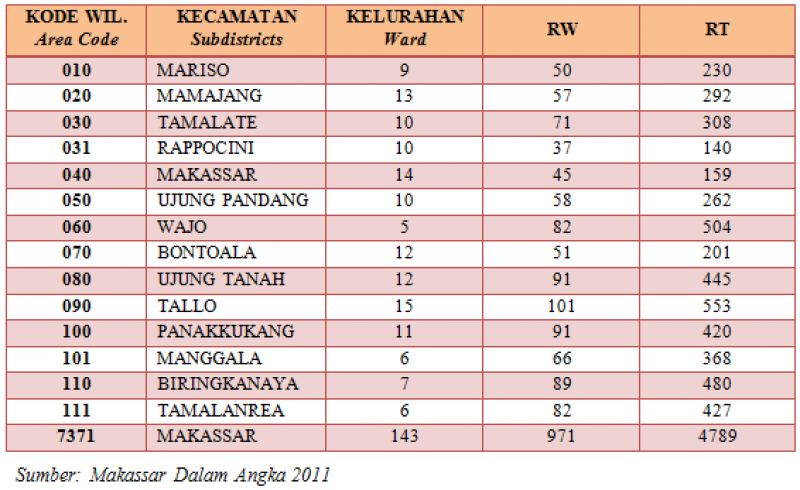 KODE WIL. KECAMATAN KELURAHAN RW RT
Area Code Subdistricts Ward
010 MARISO 9 50 230
020 MAMAJANG 13 57 292
030 TAMALATE 10 71 308
031 RAPPOCINI 10 37 140
040 MAKASSAR 14 45 159
050 UJUNG PANDANG 10 58 262
060 WAJO 5 82 504
070 BONTOALA 12 51 201
080 UJUNG TANAH 12 91 445
090 TALLO 15 101 553
100 PANAKKUKANG 11 91 420
101 MANGGALA 6 66 368
110 BIRINGKANAYA 7 89 480
111 TAMALANREA 6 82 427
7371 MAKASSAR 143 971 4789
Sumber: Makassar Dalam Angka 2011